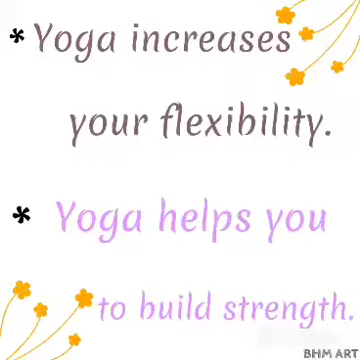 * Yoga increases
your flexibility.
* Yoga helps you
to build strength.
BHM ART